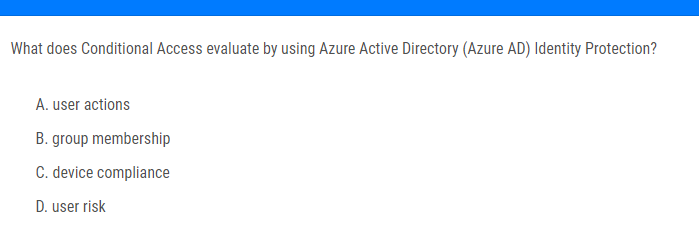 What does Conditional Access evaluate by using Azure Active Directory (Azure AD) Identity Protection?
A. user actions
B. group membership
C. device compliance
D. user risk